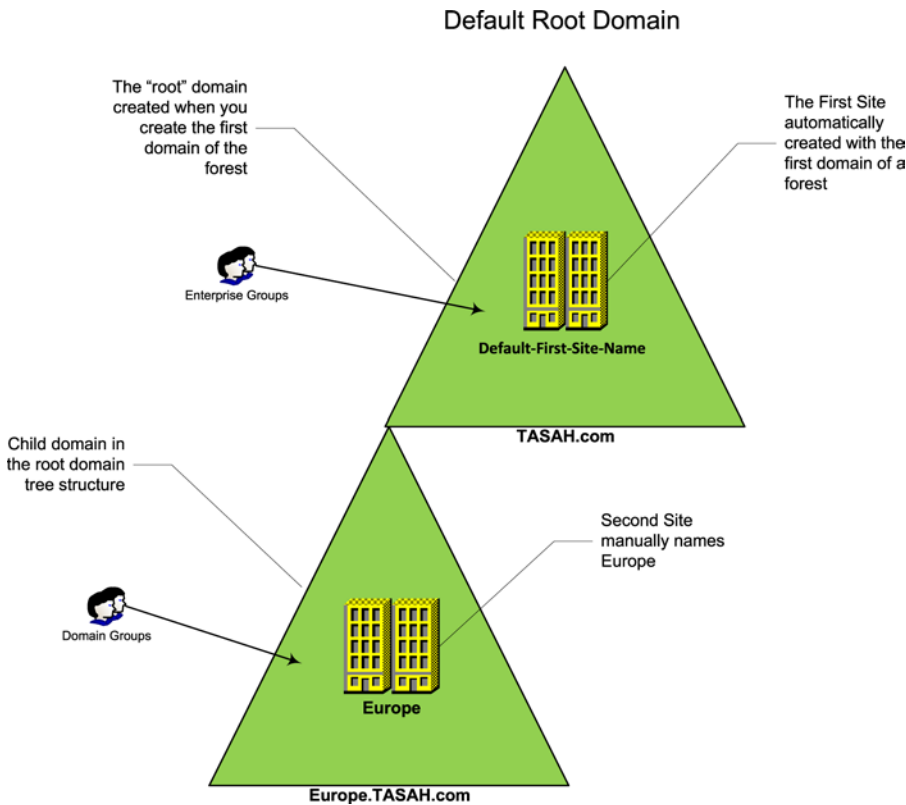 Default Root Domain
The “root” domain
created when you
create the first
domain of the
forest
The First Site
automatically
created with the
first domain of a
forest
Enterprise Groups
Default-First-Site-Name
TASAH.com
Child domain in
the root domain
tree structure
Second Site
manually names
Europe
Domain Groups
Europe
Europe.TASAH.com